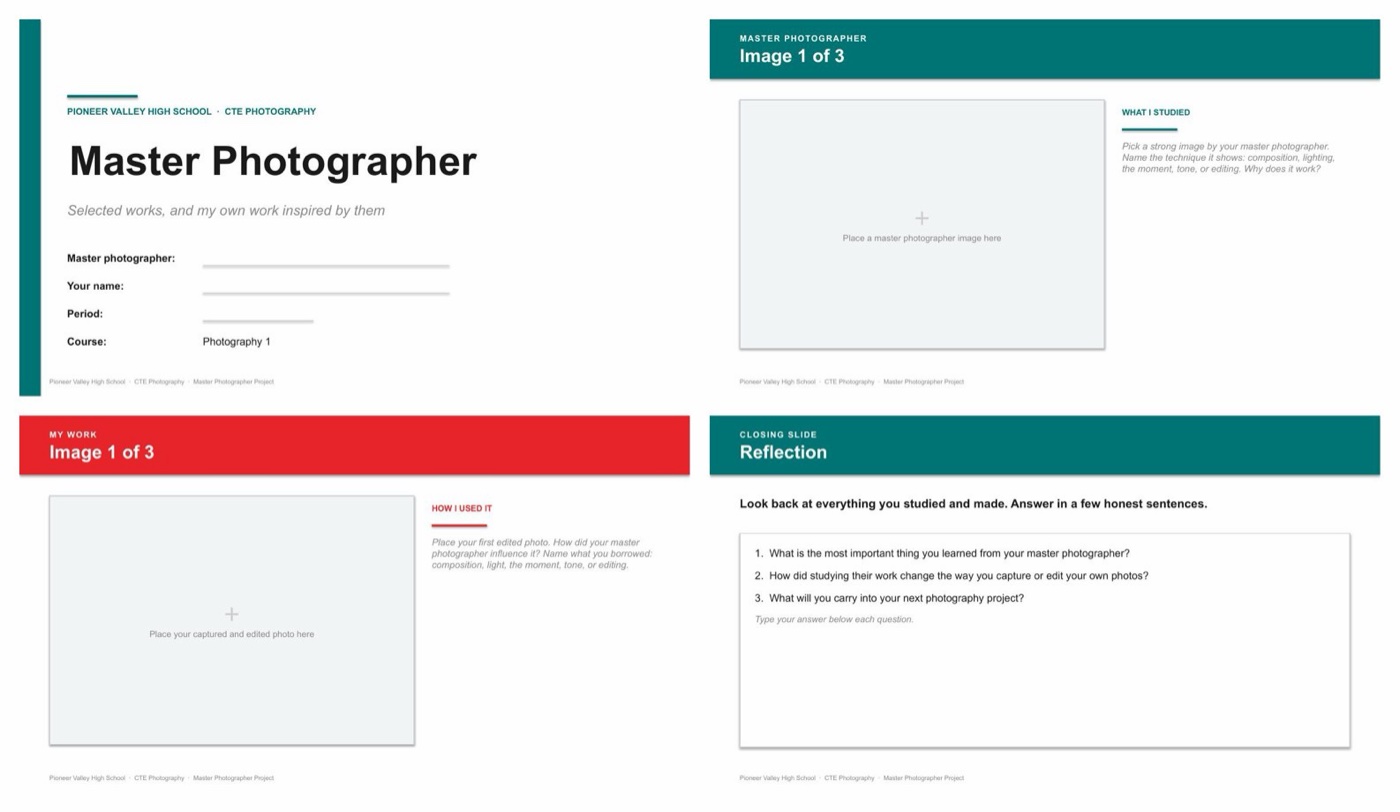 PIONEER VALLEY HIGH SCHOOL · CTE PHOTOGRAPHY
Master Photographer
Selected works, and my own work inspired by them
Master photographer:
Your name:
Period:
Course: Photography 1
Pioneer Valley High School · CTE Photography · Master Photographer Project
MASTER PHOTOGRAPHER
Image 1 of 3
Place a master photographer image here
WHAT I STUDIED
Pick a strong image by your master photographer.
Name the technique it shows: composition, lighting,
the moment, tone, or editing. Why does it work?
Pioneer Valley High School · CTE Photography · Master Photographer Project
MY WORK
Image 1 of 3
Place your captured and edited photo here
HOW I USED IT
Place your first edited photo. How did your master
photographer influence it? Name what you borrowed:
composition, light, the moment, tone, or editing.
Pioneer Valley High School · CTE Photography · Master Photographer Project
CLOSING SLIDE
Reflection
Look back at everything you studied and made. Answer in a few honest sentences.
1. What is the most important thing you learned from your master photographer?
2. How did studying their work change the way you capture or edit your own photos?
3. What will you carry into your next photography project?
Type your answer below each question.
Pioneer Valley High School · CTE Photography · Master Photographer Project